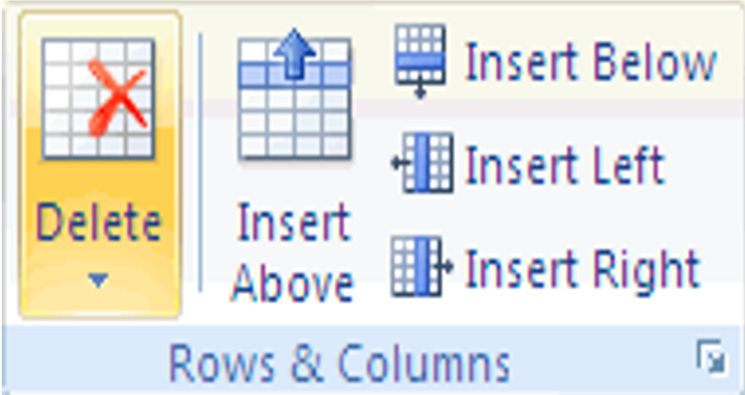 Delete
Insert
Above
Insert Below
Insert Left
Insert Right
Rows & Columns